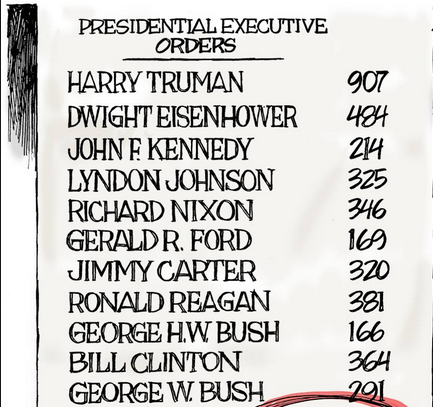 PRESIDENTIAL EXECUTIVE
ORDERS
HARRY TRUMAN 907
DWIGHT EISENHOWER 484
JOHN F. KENNEDY 214
LYNDON JOHNSON 325
RICHARD NIXON 346
GERALD R. FORD 169
JIMMY CARTER 320
RONALD REAGAN 381
GEORGE H.W. BUSH 166
BILL CLINTON 364
GEORGE W. BUSH 291